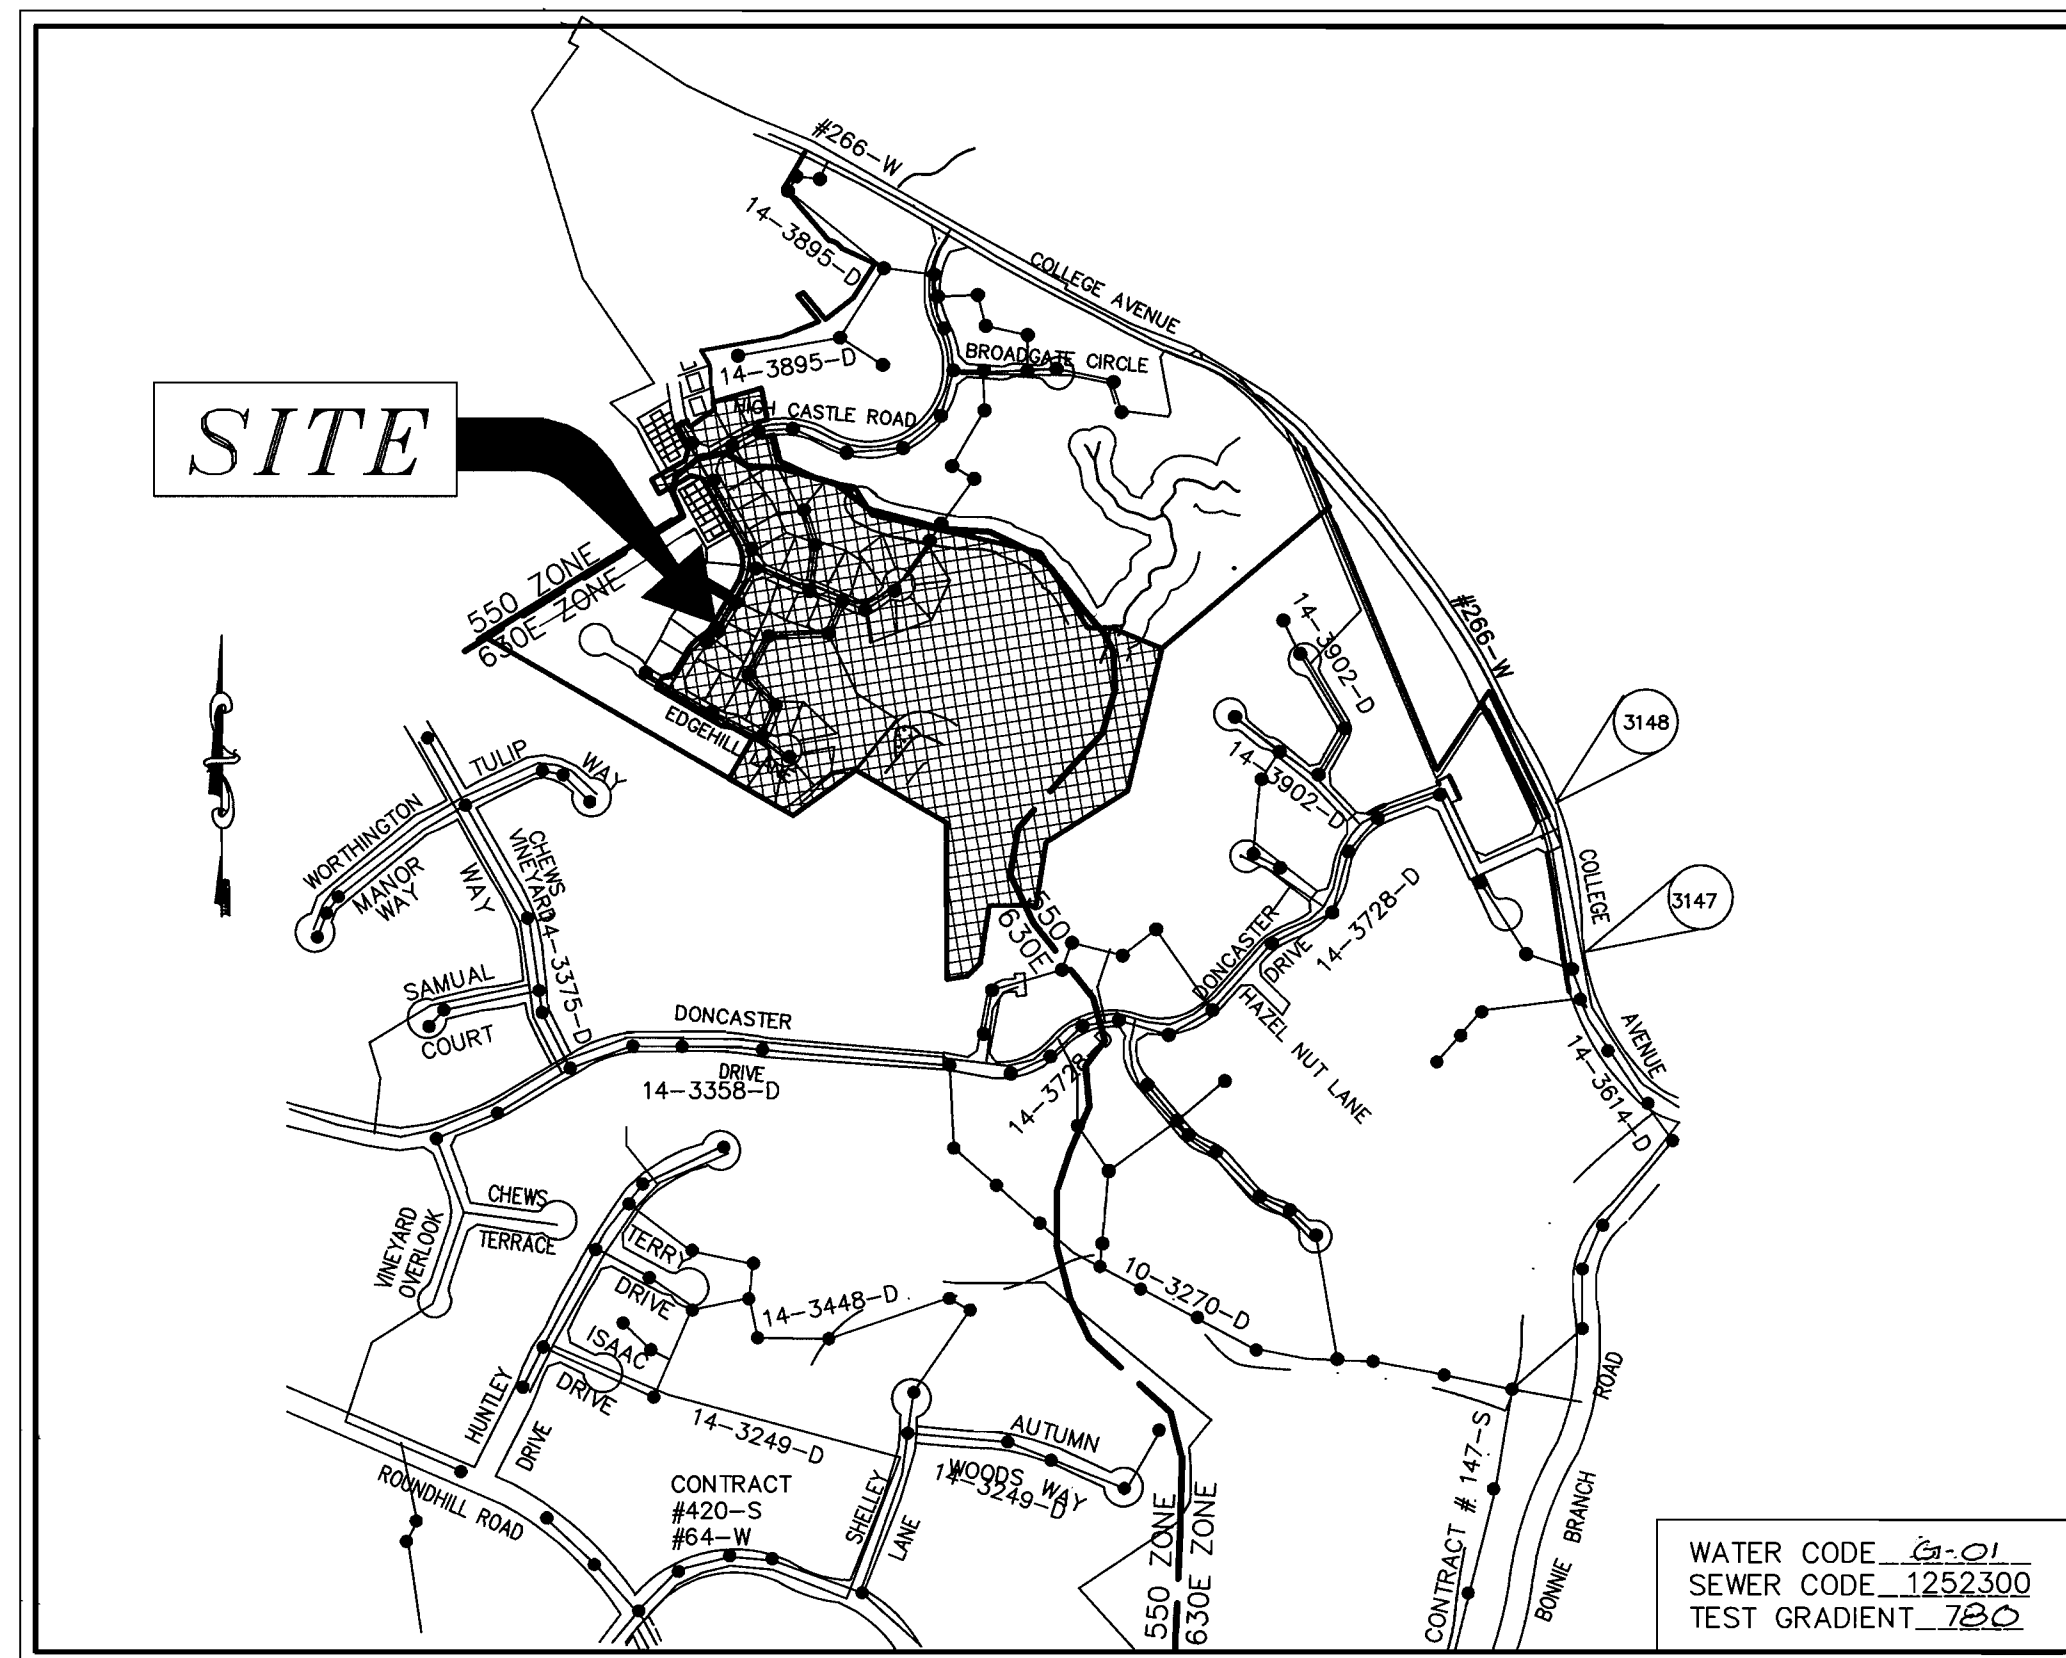 #266-W
14-3895-D
COLLEGE AVENUE
BROADGATE CIRCLE
14-3895-D
HIGH CASTLE ROAD
SITE
550 ZONE
630E ZONE
#266-W
14-3902-D
3148
EDGEHILL
LANE
14-3902-D
TULIP
WAY
WORTHINGTON
MANOR
WAY
CHEWS
VINEYARD
WAY
14-3375-D
COLLEGE
3147
550
630E
14-3728-D
DONCASTER
DRIVE
SAMUAL
COURT
HAZEL NUT LANE
DONCASTER
DRIVE
14-3358-D
14-3728
AVENUE
14-3614-D
CHEWS
TERRACE
VINEYARD
OVERLOOK
TERRY
DRIVE
14-3448-D
10-3270-D
ISAAC
DRIVE
HUNTLEY
DRIVE
14-3249-D
AUTUMN
WOODS WAY
14-3249-D
ROAD
ROUNDHILL ROAD
CONTRACT
#420-S
#64-W
SHELLEY
LANE
550 ZONE
630E ZONE
CONTRACT # 147-S
BONNIE BRANCH
WATER CODE G-01
SEWER CODE 1252300
TEST GRADIENT 780